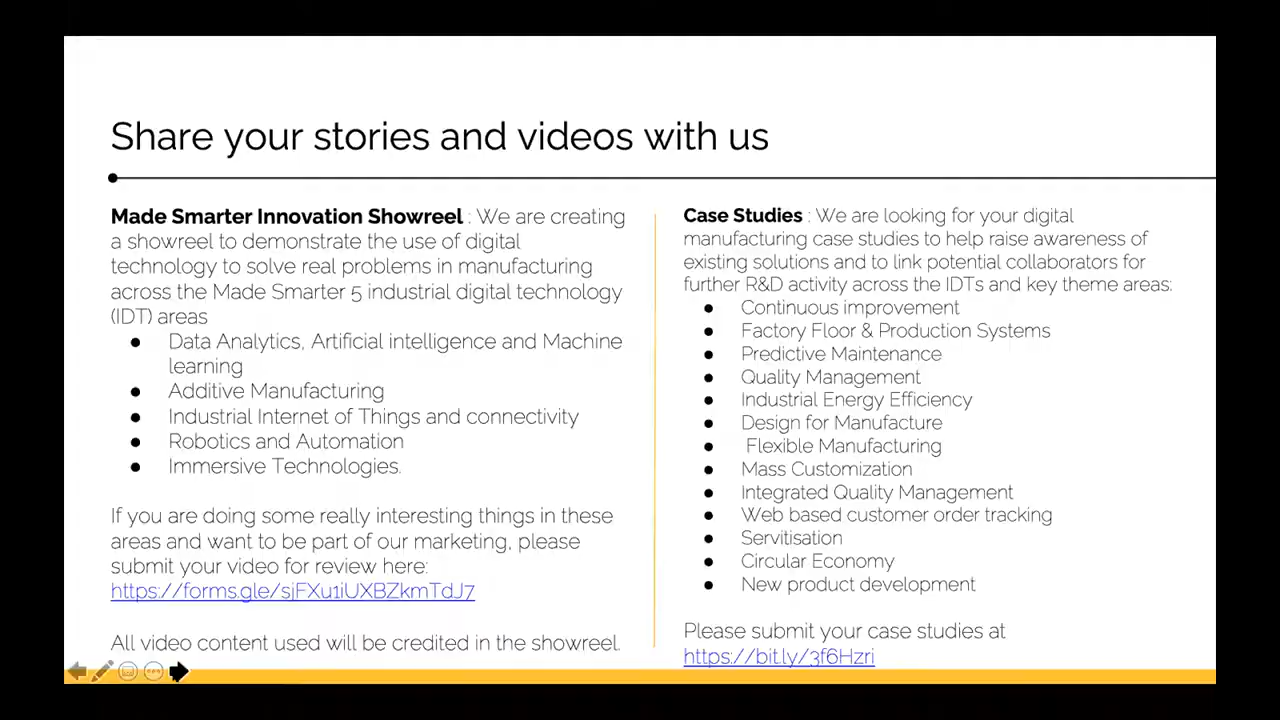 Share your stories and videos with us
Made Smarter Innovation Showreel : We are creating
a showreel to demonstrate the use of digital
technology to solve real problems in manufacturing
across the Made Smarter 5 industrial digital technology
(IDT) areas
● Data Analytics, Artificial intelligence and Machine
learning
● Additive Manufacturing
● Industrial Internet of Things and connectivity
● Robotics and Automation
● Immersive Technologies.
If you are doing some really interesting things in these
areas and want to be part of our marketing, please
submit your video for review here:
https://forms.gle/sjFXu1iUXBZkmTdJ7
All video content used will be credited in the showreel.
Case Studies : We are looking for your digital
manufacturing case studies to help raise awareness of
existing solutions and to link potential collaborators for
further R&D activity across the IDTs and key theme areas:
● Continuous improvement
● Factory Floor & Production Systems
● Predictive Maintenance
● Quality Management
● Industrial Energy Efficiency
● Design for Manufacture
● Flexible Manufacturing
● Mass Customization
● Integrated Quality Management
● Web based customer order tracking
● Servitisation
● Circular Economy
● New product development
Please submit your case studies at
https://bit.ly/3f6Hzri